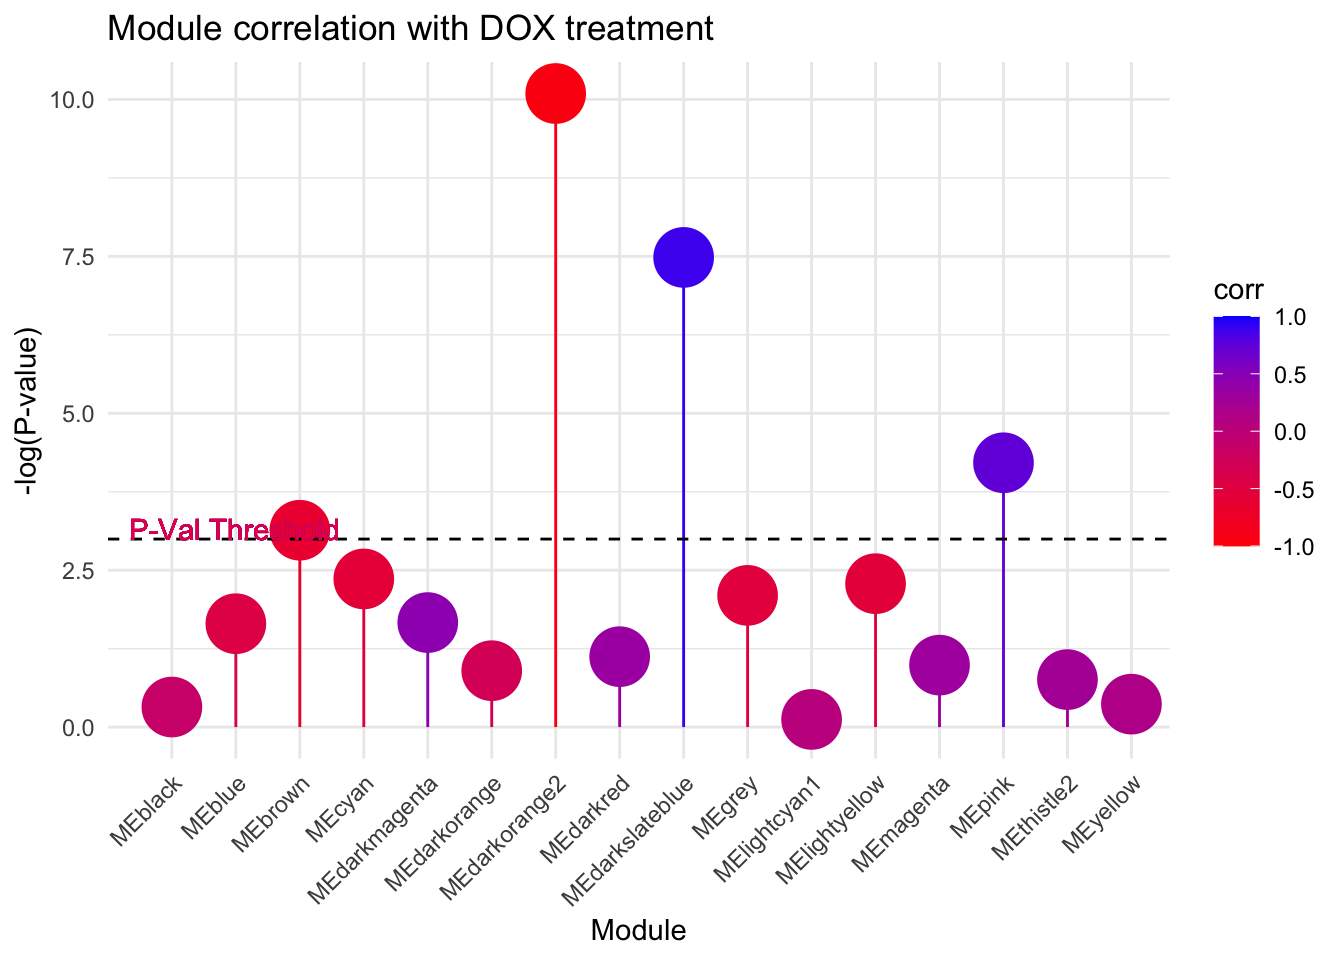 Module correlation with DOX treatment
10.0
7.5
5.0
2.5
0.0
-log(P-value)
P-Val Threshold
MEblack
MEblue
MEbrown
MEcyan
MEdarkmagenta
MEdarkorange
MEdarkorange2
MEdarkred
MEdarkslateblue
MEgrey
MElightcyan1
MElightyellow
MEmagenta
MEpink
MEthistle2
MEyellow
Module
corr
1.0
0.5
0.0
-0.5
-1.0